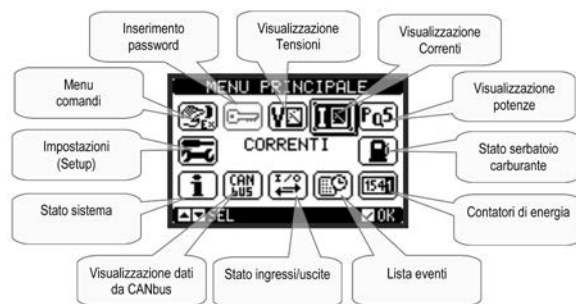 Inserimento
password
Visualizzazione
Tensioni
Visualizzazione
Correnti
Menu
comandi
Visualizzazione
potenze
Impostazioni
(Setup)
Stato serbatoio
carburante
Stato sistema
Contatori di energia
Visualizzazione dati
da CANbus
Stato ingressi/uscite
Lista eventi
MENU PRINCIPALE
Ex
V
I
PQS
CORRENTI
i
CAN
bus
I/O
1541
SEL
OK